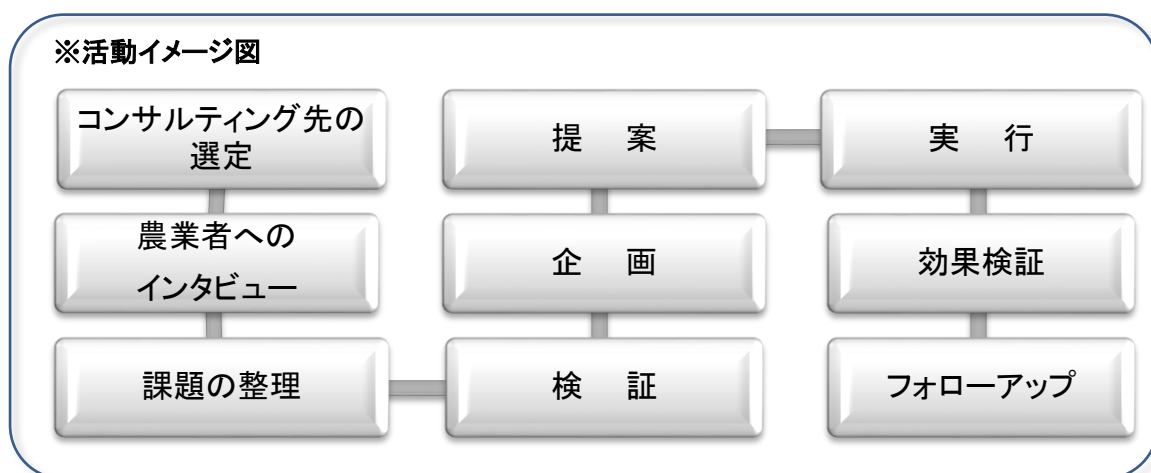 ※活動イメージ図
コンサルティング先の
選定
農業者への
インタビュー
課題の整理
検 証
企 画
提 案
実 行
効果検証
フォローアップ